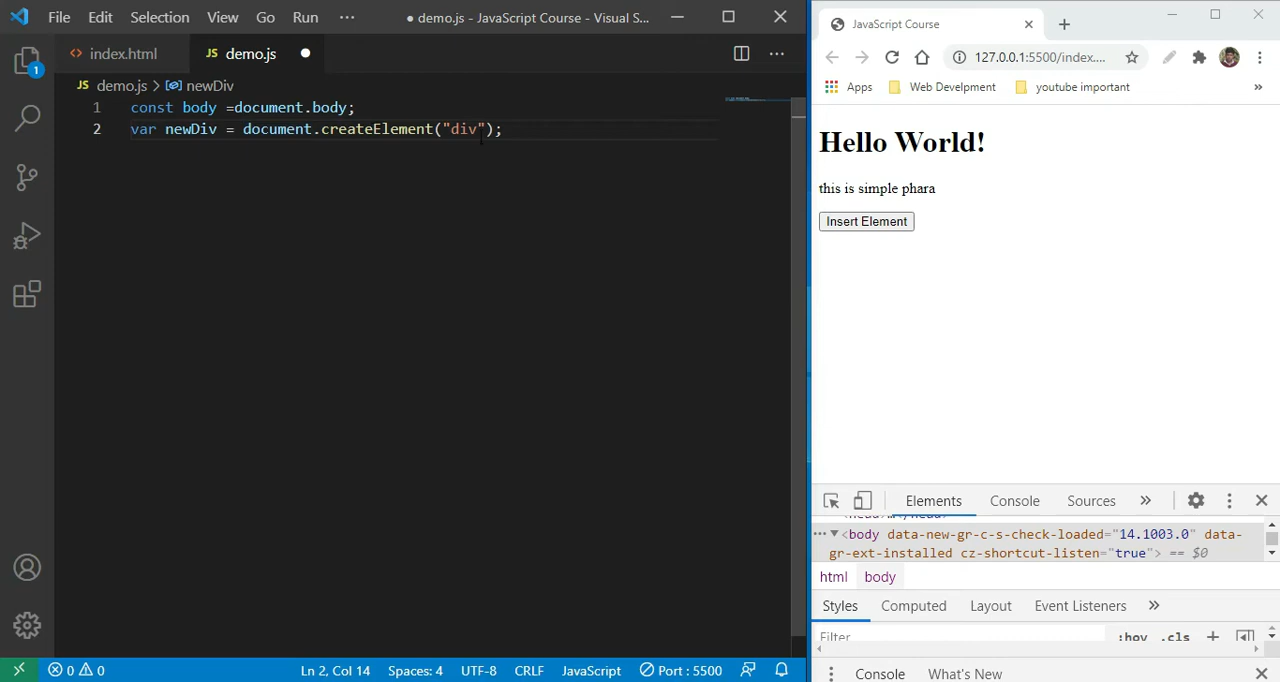 File Edit Selection View Go Run ··· ● demo.js - JavaScript Course - Visual S...
<> index.html JS demo.js ●
JS demo.js > newDiv
1 const body =document.body;
2 var newDiv = document.createElement("div");
1
0 0 Ln 2, Col 14 Spaces: 4 UTF-8 CRLF JavaScript Port : 5500
JavaScript Course
127.0.0.1:5500/index....
Apps Web Develpment youtube important »
Hello World!
this is simple phara
Insert Element
Elements Console Sources »
··· ▼<body data-new-gr-c-s-check-loaded="14.1003.0" data-
gr-ext-installed cz-shortcut-listen="true"> == $0
html body
Styles Computed Layout Event Listeners »
Filter :hov .cls +
Console What's New